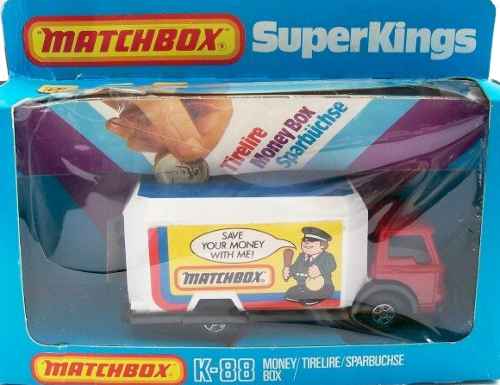 MATCHBOX ® SuperKings
Tirelire
Money Box
Sparbüchse
SAVE
YOUR MONEY
WITH ME!
MATCHBOX
MATCHBOX K-88 MONEY/TIRELIRE/SPARBUCHSE
BOX